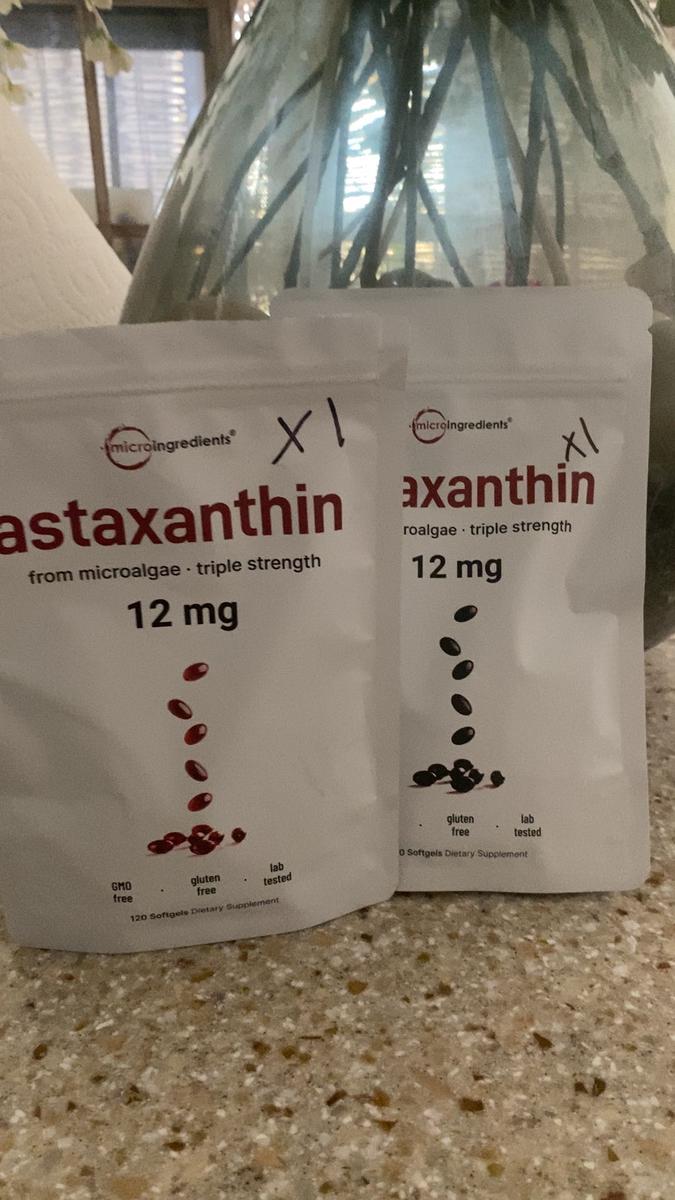 microingredients®
X1
astaxanthin
from microalgae · triple strength
12 mg
GMO free · gluten free · lab tested
120 Softgels Dietary Supplement
microingredients®
X1
axanthin
roalgae · triple strength
12 mg
· gluten free · lab tested
0 Softgels Dietary Supplement